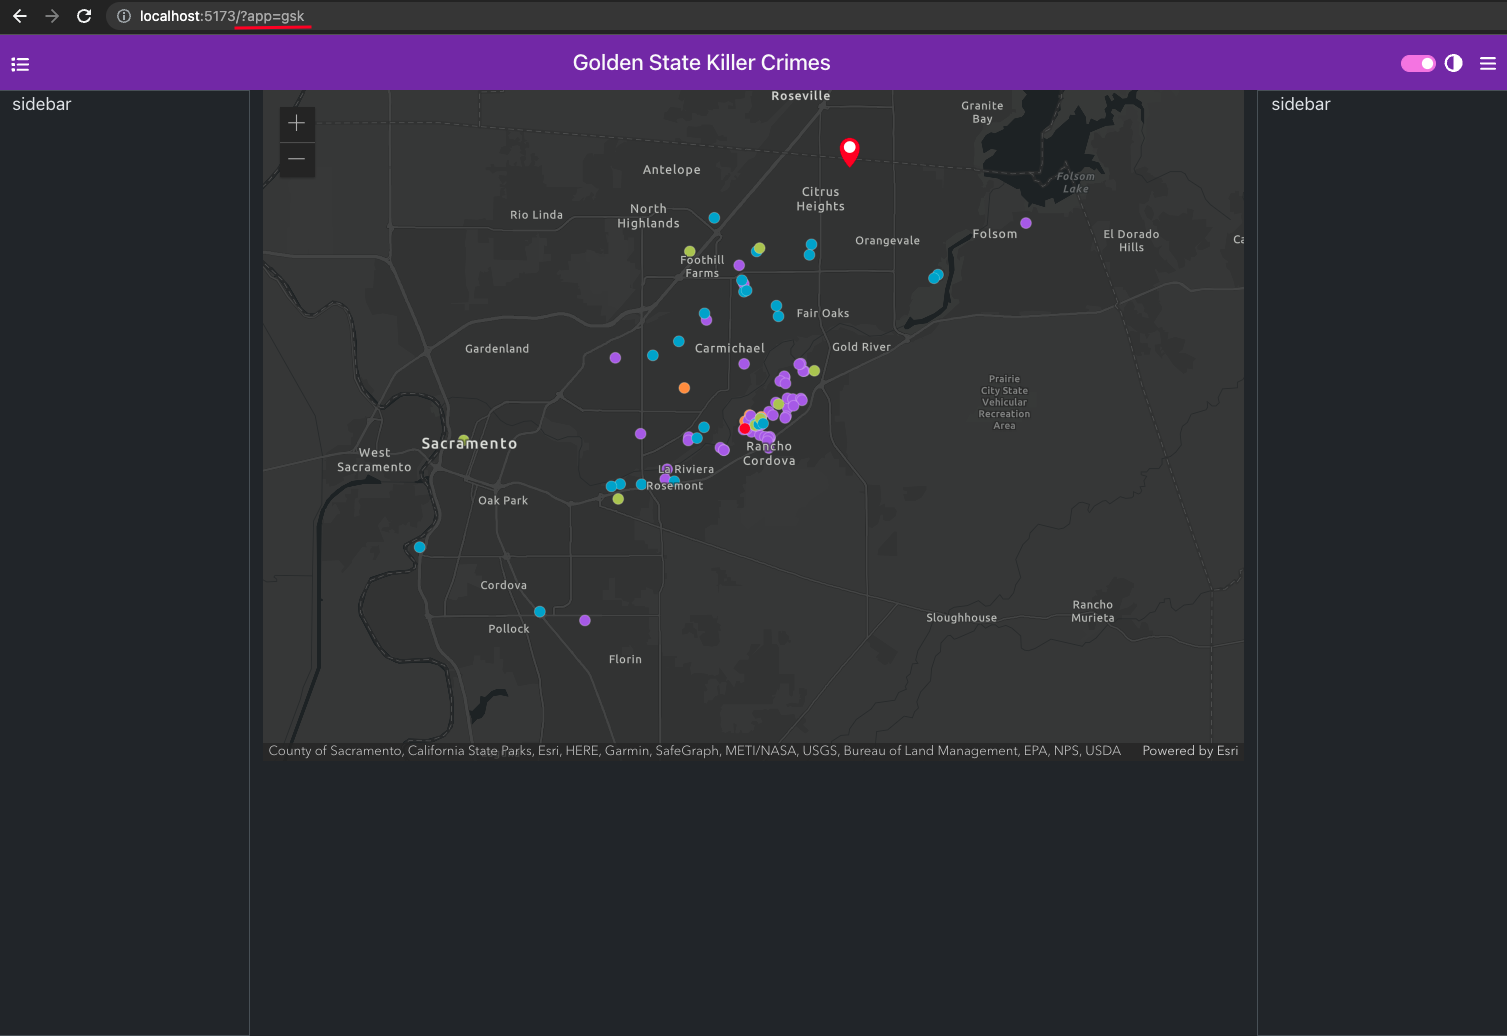 localhost:5173/?app=gsk
Golden State Killer Crimes
sidebar
sidebar
Roseville
Granite
Bay
Antelope
Folsom
Lake
Citrus
Heights
North
Highlands
Rio Linda
Folsom
El Dorado
Hills
Ca
Orangevale
Foothill
Farms
Fair Oaks
Gardenland
Carmichael
Gold River
Prairie
City State
Vehicular
Recreation
Area
Sacramento
West
Sacramento
Rancho
Cordova
La Riviera
Rosemont
Oak Park
Cordova
Pollock
Florin
Sloughhouse
Rancho
Murieta
County of Sacramento, California State Parks, Esri, HERE, Garmin, SafeGraph, METI/NASA, USGS, Bureau of Land Management, EPA, NPS, USDA
Powered by Esri